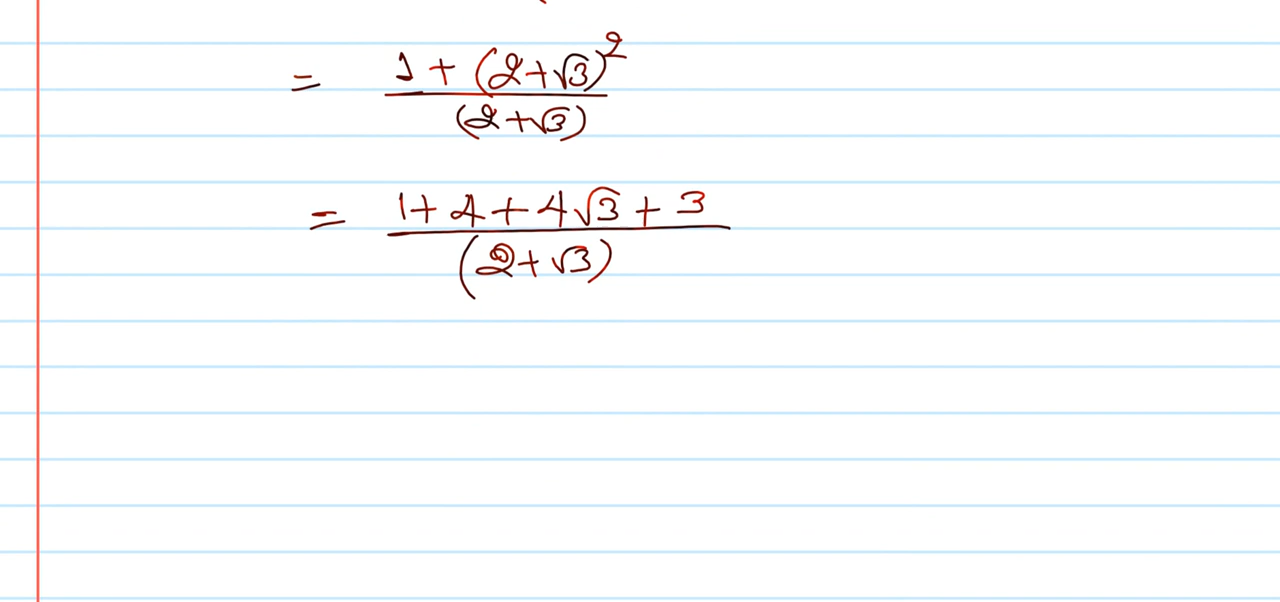 = (1 + (2+√3)²) / (2+√3)
= (1 + 4 + 4√3 + 3) / (2+√3)